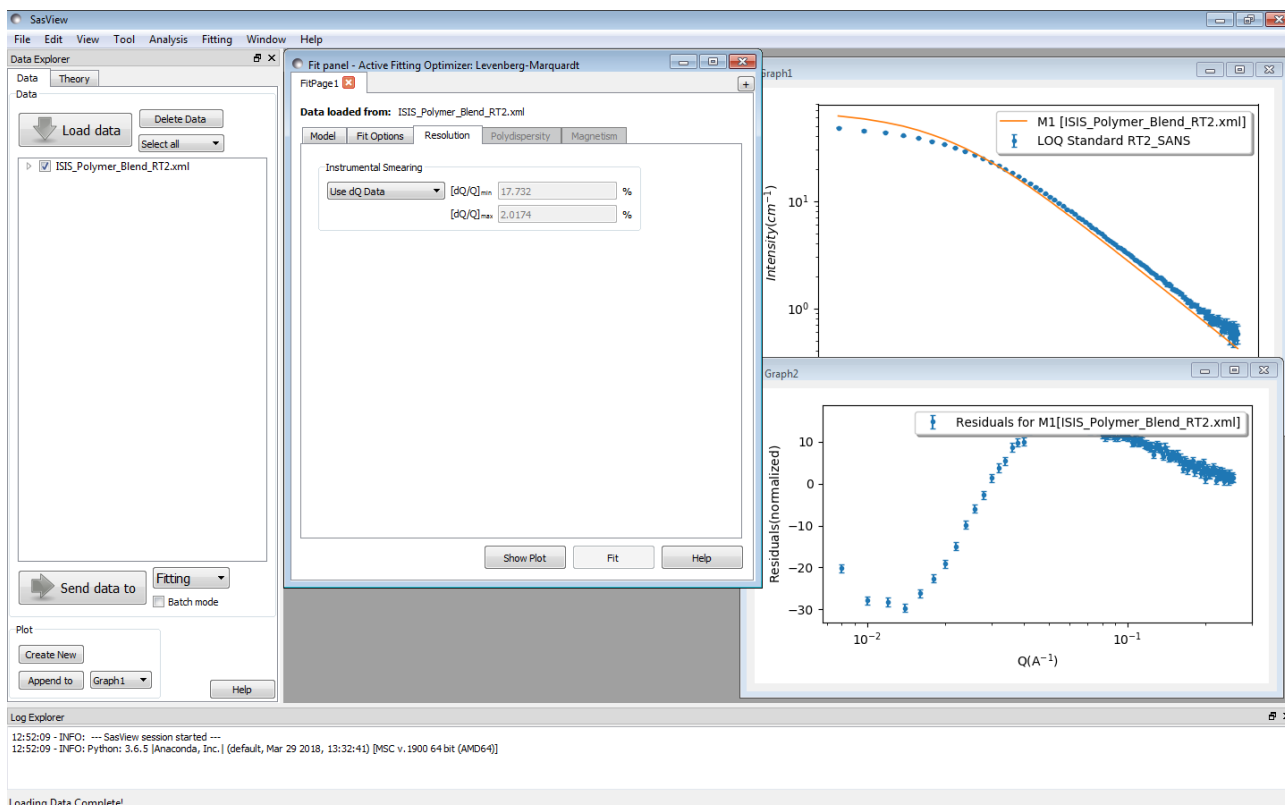 SasView
File Edit View Tool Analysis Fitting Window Help
Data Explorer
Data Theory
Data
Load data
Delete Data
Select all
ISIS_Polymer_Blend_RT2.xml
Send data to
Fitting
Batch mode
Plot
Create New
Append to Graph1
Help
Fit panel - Active Fitting Optimizer: Levenberg-Marquardt
FitPage1
+
Data loaded from: ISIS_Polymer_Blend_RT2.xml
Model Fit Options Resolution Polydispersity Magnetism
Instrumental Smearing
Use dQ Data [dQ/Q]min 17.732 %
[dQ/Q]max 2.0174 %
Show Plot Fit Help
Graph1
M1 [ISIS_Polymer_Blend_RT2.xml]
LOQ Standard RT2_SANS
10¹
10⁰
Intensity(cm⁻¹)
Graph2
Residuals for M1[ISIS_Polymer_Blend_RT2.xml]
10
0
−10
−20
−30
Residuals(normalized)
10⁻² 10⁻¹
Q(A⁻¹)
Log Explorer
12:52:09 - INFO: --- SasView session started ---
12:52:09 - INFO: Python: 3.6.5 |Anaconda, Inc.| (default, Mar 29 2018, 13:32:41) [MSC v.1900 64 bit (AMD64)]
Loading Data Complete!